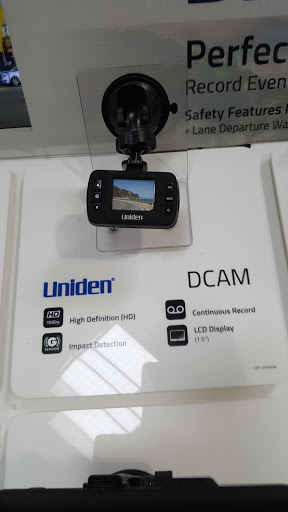 Perfec
Record Even
Safety Features
• Lane Departure Wa
Uniden
Uniden®
DCAM
HD
1080p
High Definition (HD)
Continuous Record
G
SENSOR
Impact Detection
LCD Display
(1.5")